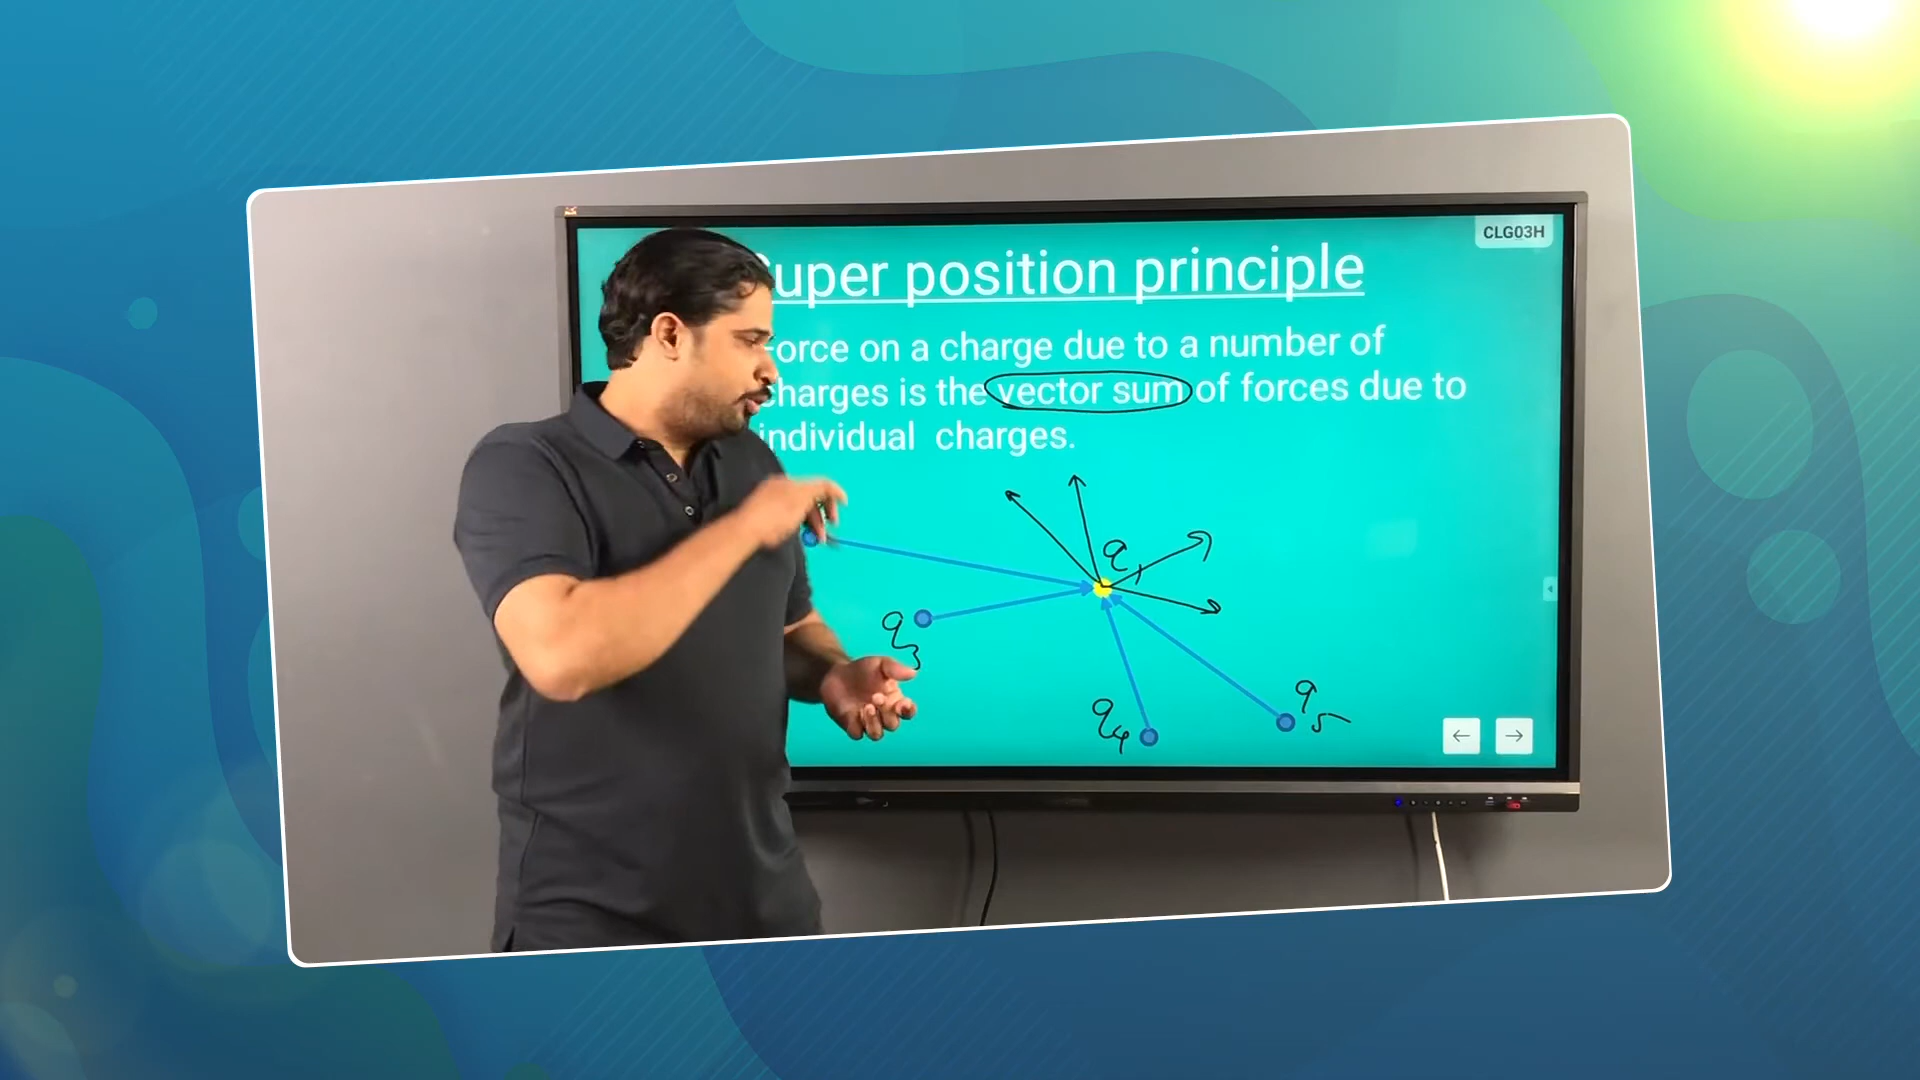 CLG03H
uper position principle
orce on a charge due to a number of
charges is the vector sum of forces due to
individual charges.
q1
q3
q4
q5